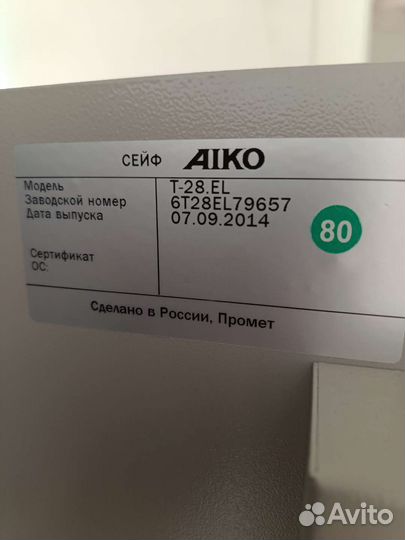 СЕЙФ AIKO
Модель T-28.EL
Заводской номер 6T28EL79657
Дата выпуска 07.09.2014
80
Сертификат
ОС:
Сделано в России, Промет
Avito